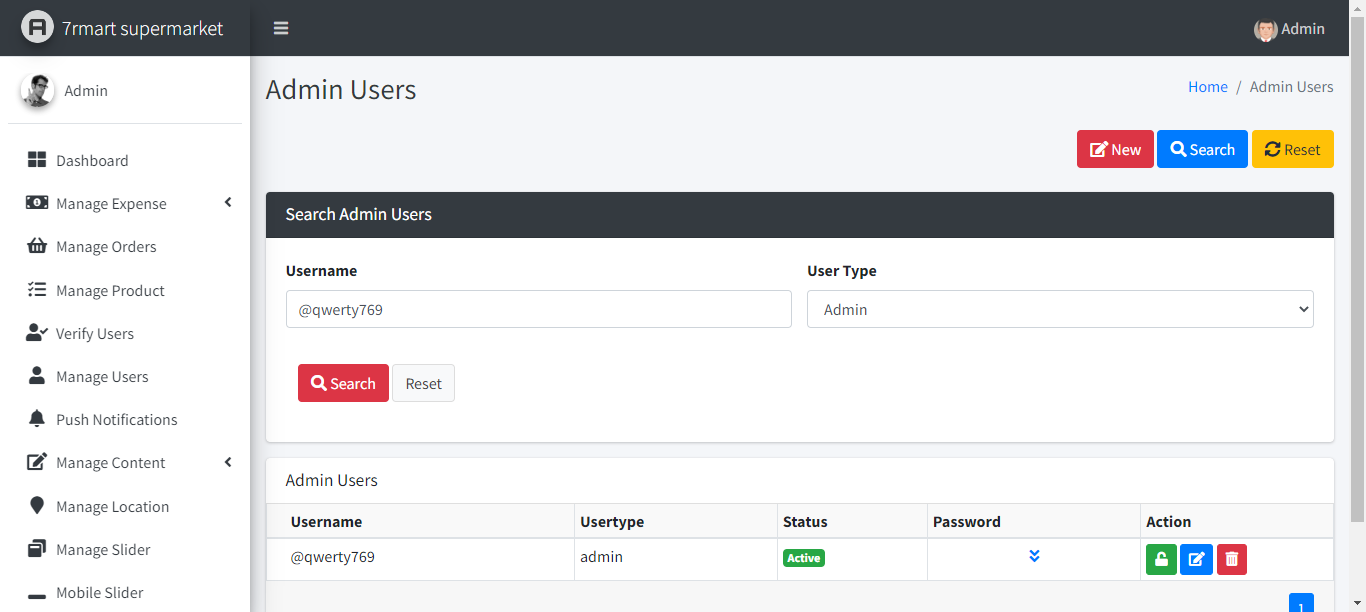 7rmart supermarket
Admin
Admin
Admin Users
Home / Admin Users
New Search Reset
Dashboard
Manage Expense
Manage Orders
Manage Product
Verify Users
Manage Users
Push Notifications
Manage Content
Manage Location
Manage Slider
Mobile Slider
Search Admin Users
Username User Type
@qwerty769 Admin
Search Reset
Admin Users
Username Usertype Status Password Action
@qwerty769 admin Active
1